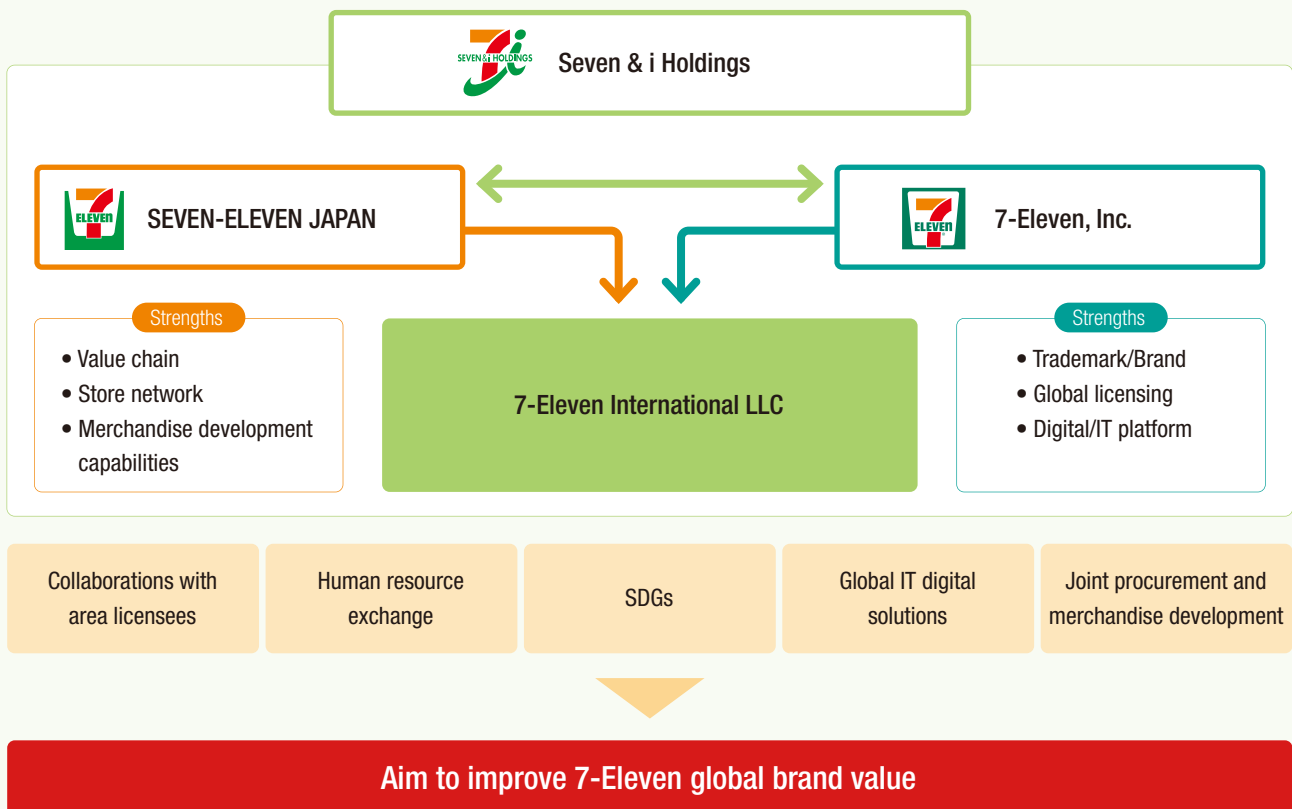 SEVEN & i HOLDINGS
Seven & i Holdings
ELEVEN
SEVEN-ELEVEN JAPAN
ELEVEN
7-Eleven, Inc.
Strengths
• Value chain
• Store network
• Merchandise development
capabilities
7-Eleven International LLC
Strengths
• Trademark/Brand
• Global licensing
• Digital/IT platform
Collaborations with
area licensees
Human resource
exchange
SDGs
Global IT digital
solutions
Joint procurement and
merchandise development
Aim to improve 7-Eleven global brand value